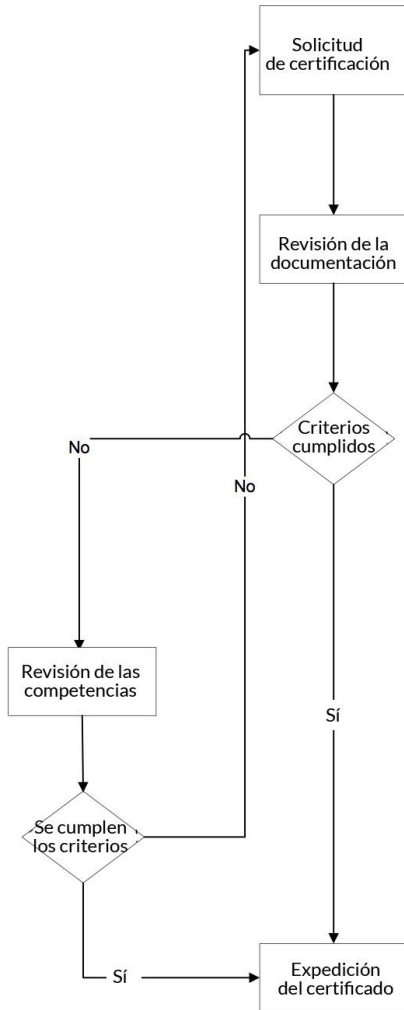 Solicitud
de certificación
Revisión de la
documentación
Criterios
cumplidos
No
No
Revisión de las
competencias
Sí
Se cumplen
los criterios
Sí
Expedición
del certificado